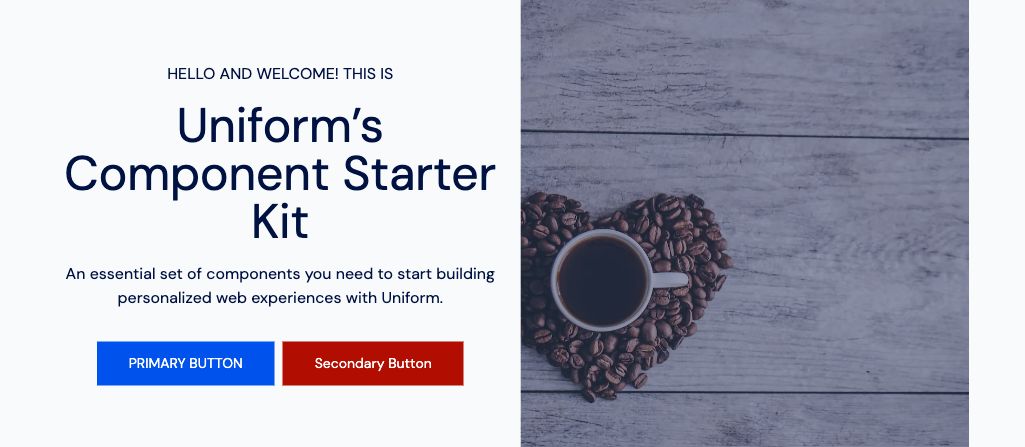 HELLO AND WELCOME! THIS IS
Uniform’s
Component Starter
Kit
An essential set of components you need to start building
personalized web experiences with Uniform.
PRIMARY BUTTON
Secondary Button